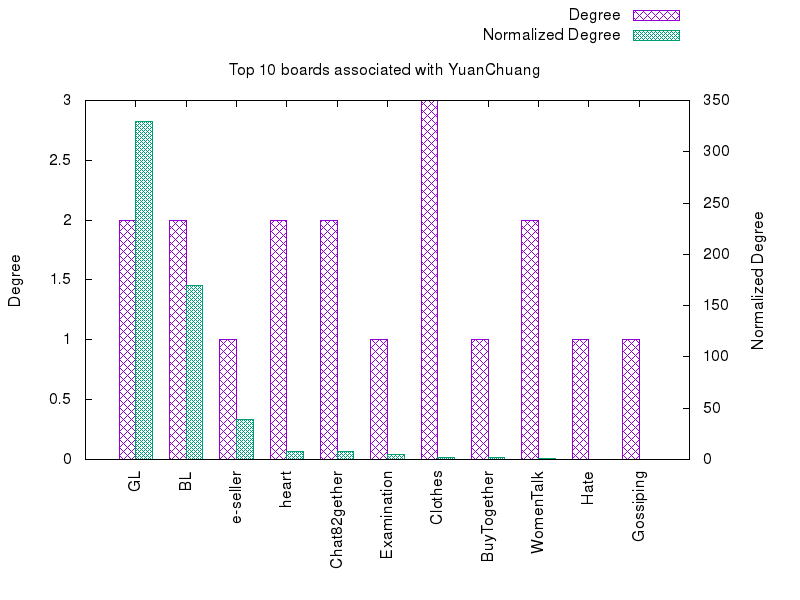 Degree
Normalized Degree
Top 10 boards associated with YuanChuang
3
2.5
2
1.5
1
0.5
0
Degree
350
300
250
200
150
100
50
0
Normalized Degree
GL
BL
e-seller
heart
Chat82gether
Examination
Clothes
BuyTogether
WomenTalk
Hate
Gossiping